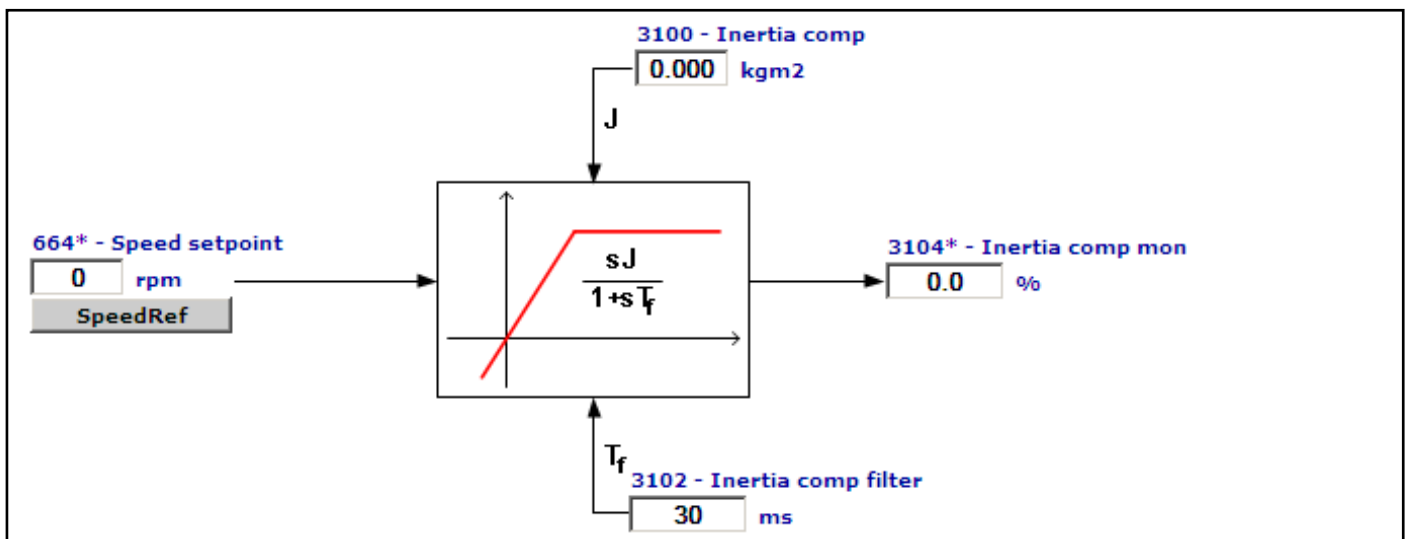 3100 - Inertia comp
0.000 kgm2
J
664* - Speed setpoint
0 rpm
SpeedRef
sJ
1+sTf
3104* - Inertia comp mon
0.0 %
Tf
3102 - Inertia comp filter
30 ms